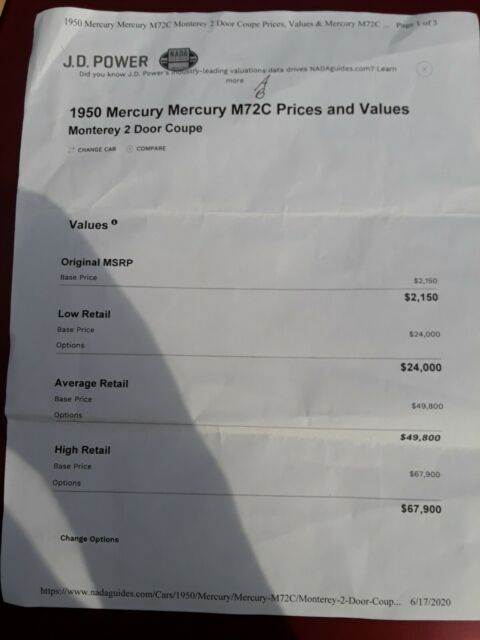 1950 Mercury Mercury M72C Monterey 2 Door Coupe Prices, Values & Mercury M72C ... Page 1 of 3
J.D. POWER NADA
Did you know J.D. Power's industry-leading valuations data drives NADAguides.com? Learn
more
1950 Mercury Mercury M72C Prices and Values
Monterey 2 Door Coupe
CHANGE CAR COMPARE
Values
Original MSRP
Base Price $2,150
$2,150
Low Retail
Base Price $24,000
Options
$24,000
Average Retail
Base Price $49,800
Options
$49,800
High Retail
Base Price $67,900
Options
$67,900
Change Options
https://www.nadaguides.com/Cars/1950/Mercury/Mercury-M72C/Monterey-2-Door-Coup... 6/17/2020